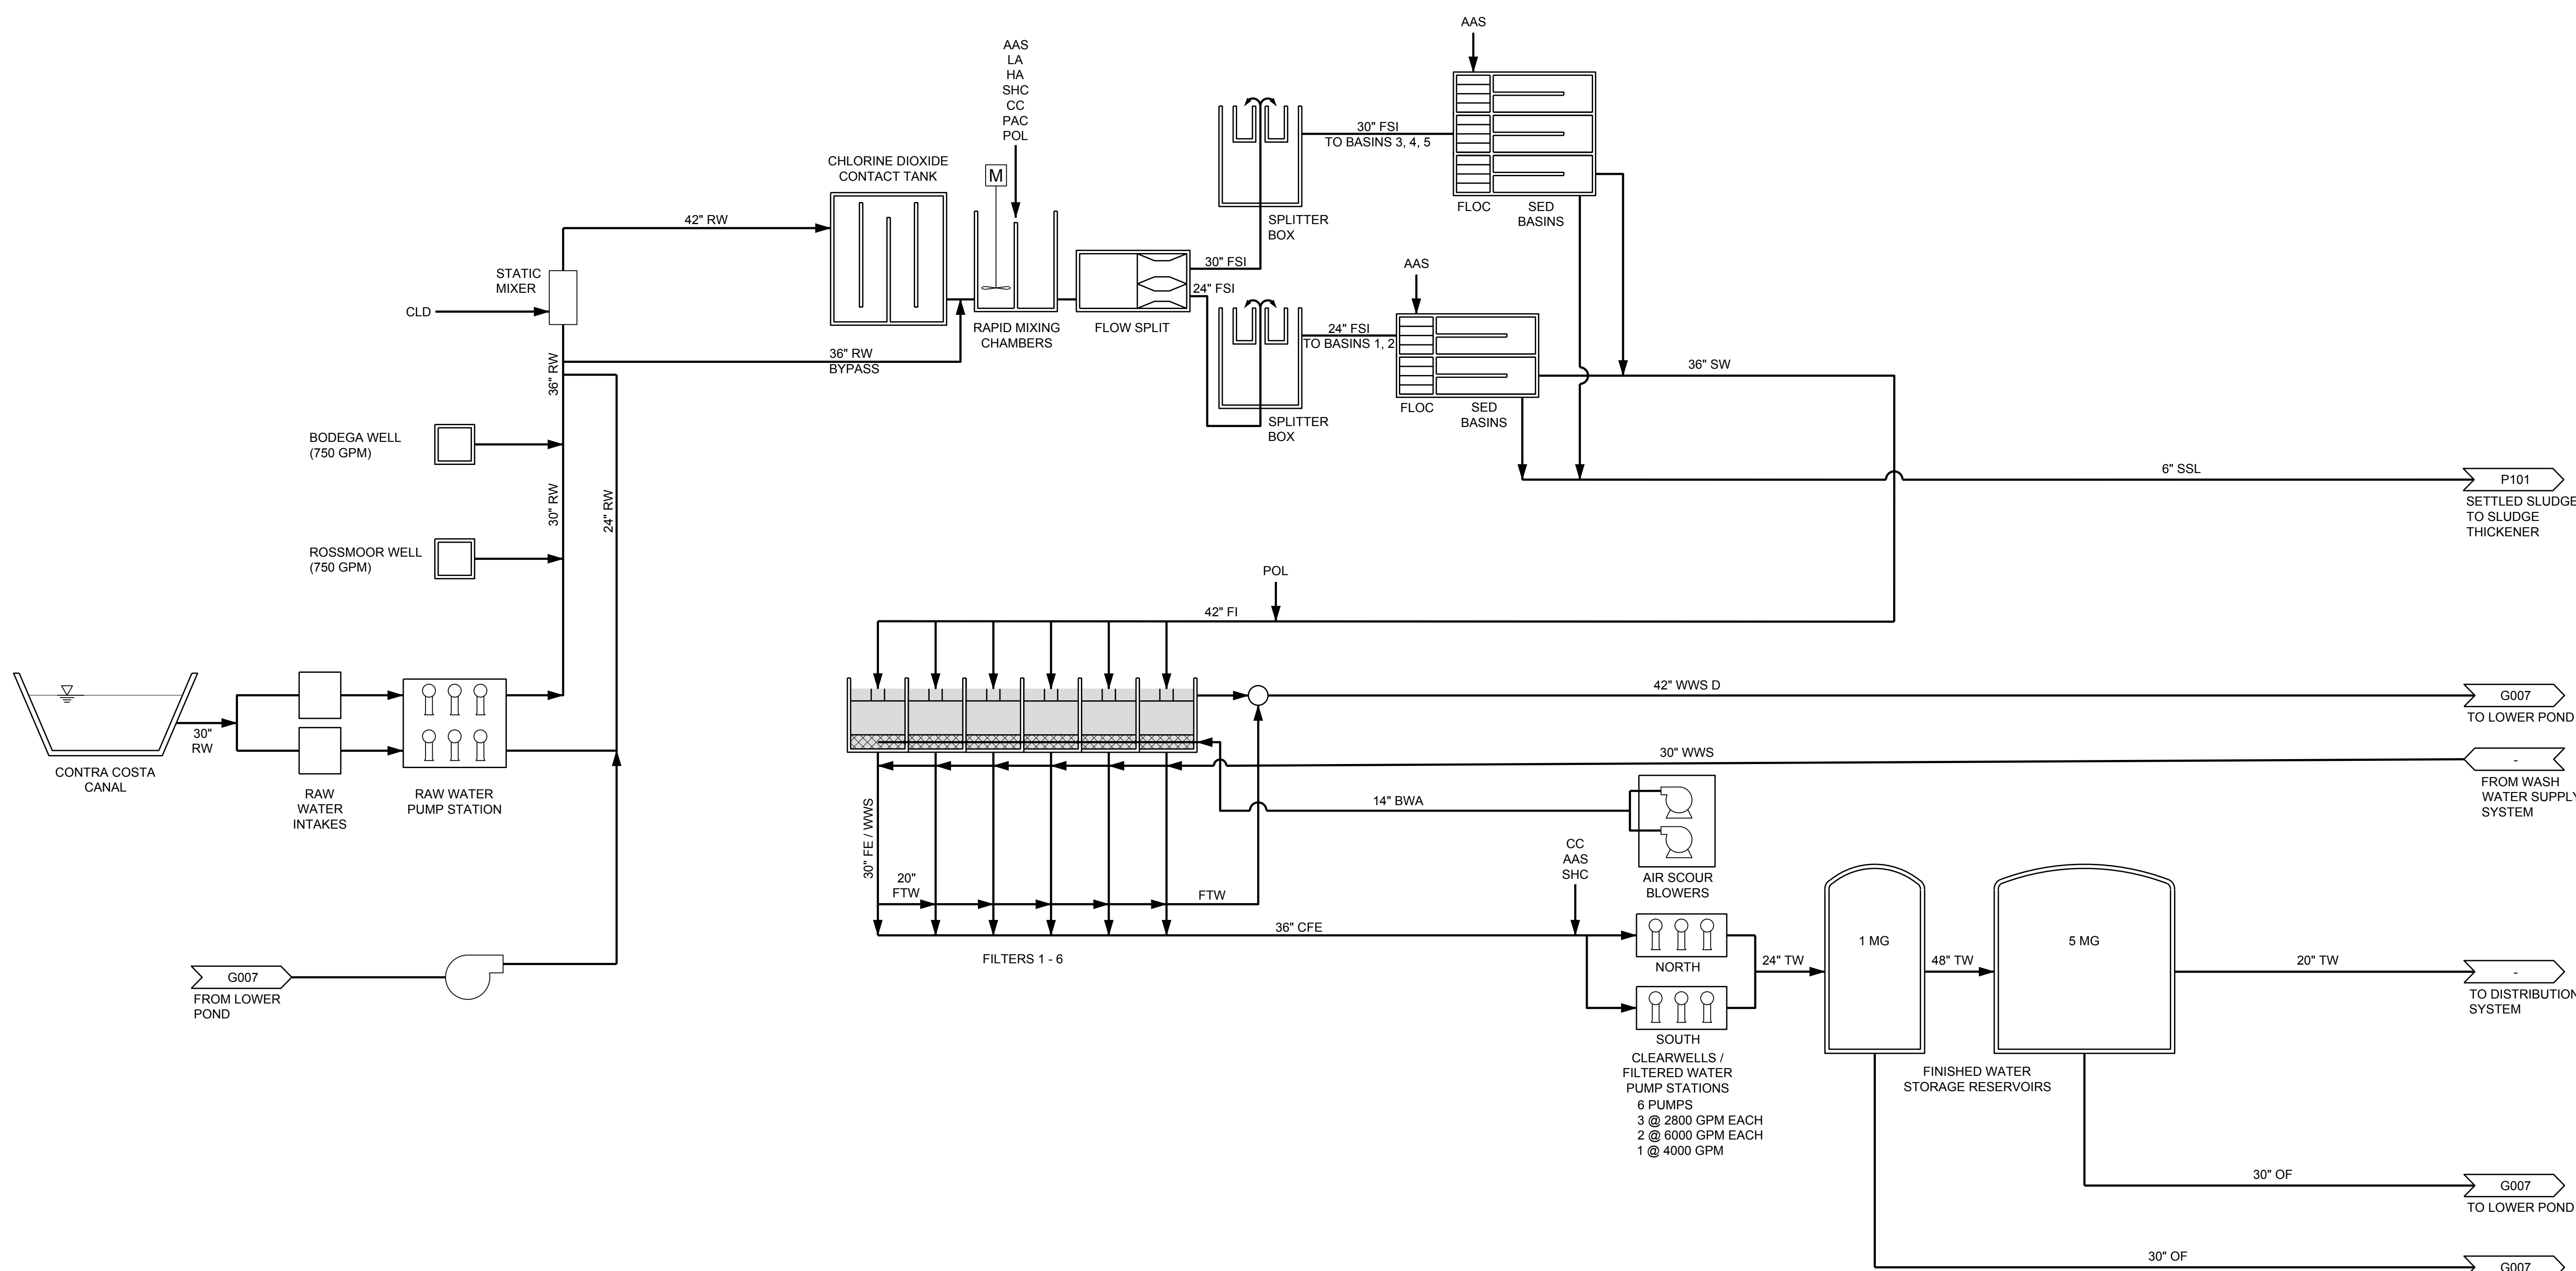 AAS
AAS
LA
HA
SHC
CC
PAC
POL
30" FSI
TO BASINS 3, 4, 5
CHLORINE DIOXIDE
CONTACT TANK
M
FLOC
SED
BASINS
42" RW
SPLITTER
BOX
30" FSI
AAS
STATIC
MIXER
24" FSI
CLD
RAPID MIXING
CHAMBERS
FLOW SPLIT
24" FSI
TO BASINS 1, 2
36" RW
BYPASS
36" RW
36" SW
FLOC
SED
BASINS
SPLITTER
BOX
BODEGA WELL
(750 GPM)
6" SSL
P101
SETTLED SLUDGE
TO SLUDGE
THICKENER
30" RW
24" RW
ROSSMOOR WELL
(750 GPM)
POL
42" FI
42" WWS D
G007
TO LOWER POND
30"
RW
30" WWS
-
FROM WASH
WATER SUPPLY
SYSTEM
CONTRA COSTA
CANAL
RAW
WATER
INTAKES
RAW WATER
PUMP STATION
14" BWA
30" FE / WWS
CC
AAS
SHC
AIR SCOUR
BLOWERS
20"
FTW
FTW
36" CFE
FILTERS 1 - 6
NORTH
24" TW
1 MG
48" TW
5 MG
20" TW
-
TO DISTRIBUTION
SYSTEM
G007
FROM LOWER
POND
SOUTH
CLEARWELLS /
FILTERED WATER
PUMP STATIONS
6 PUMPS
3 @ 2800 GPM EACH
2 @ 6000 GPM EACH
1 @ 4000 GPM
FINISHED WATER
STORAGE RESERVOIRS
30" OF
G007
TO LOWER POND
30" OF
G007